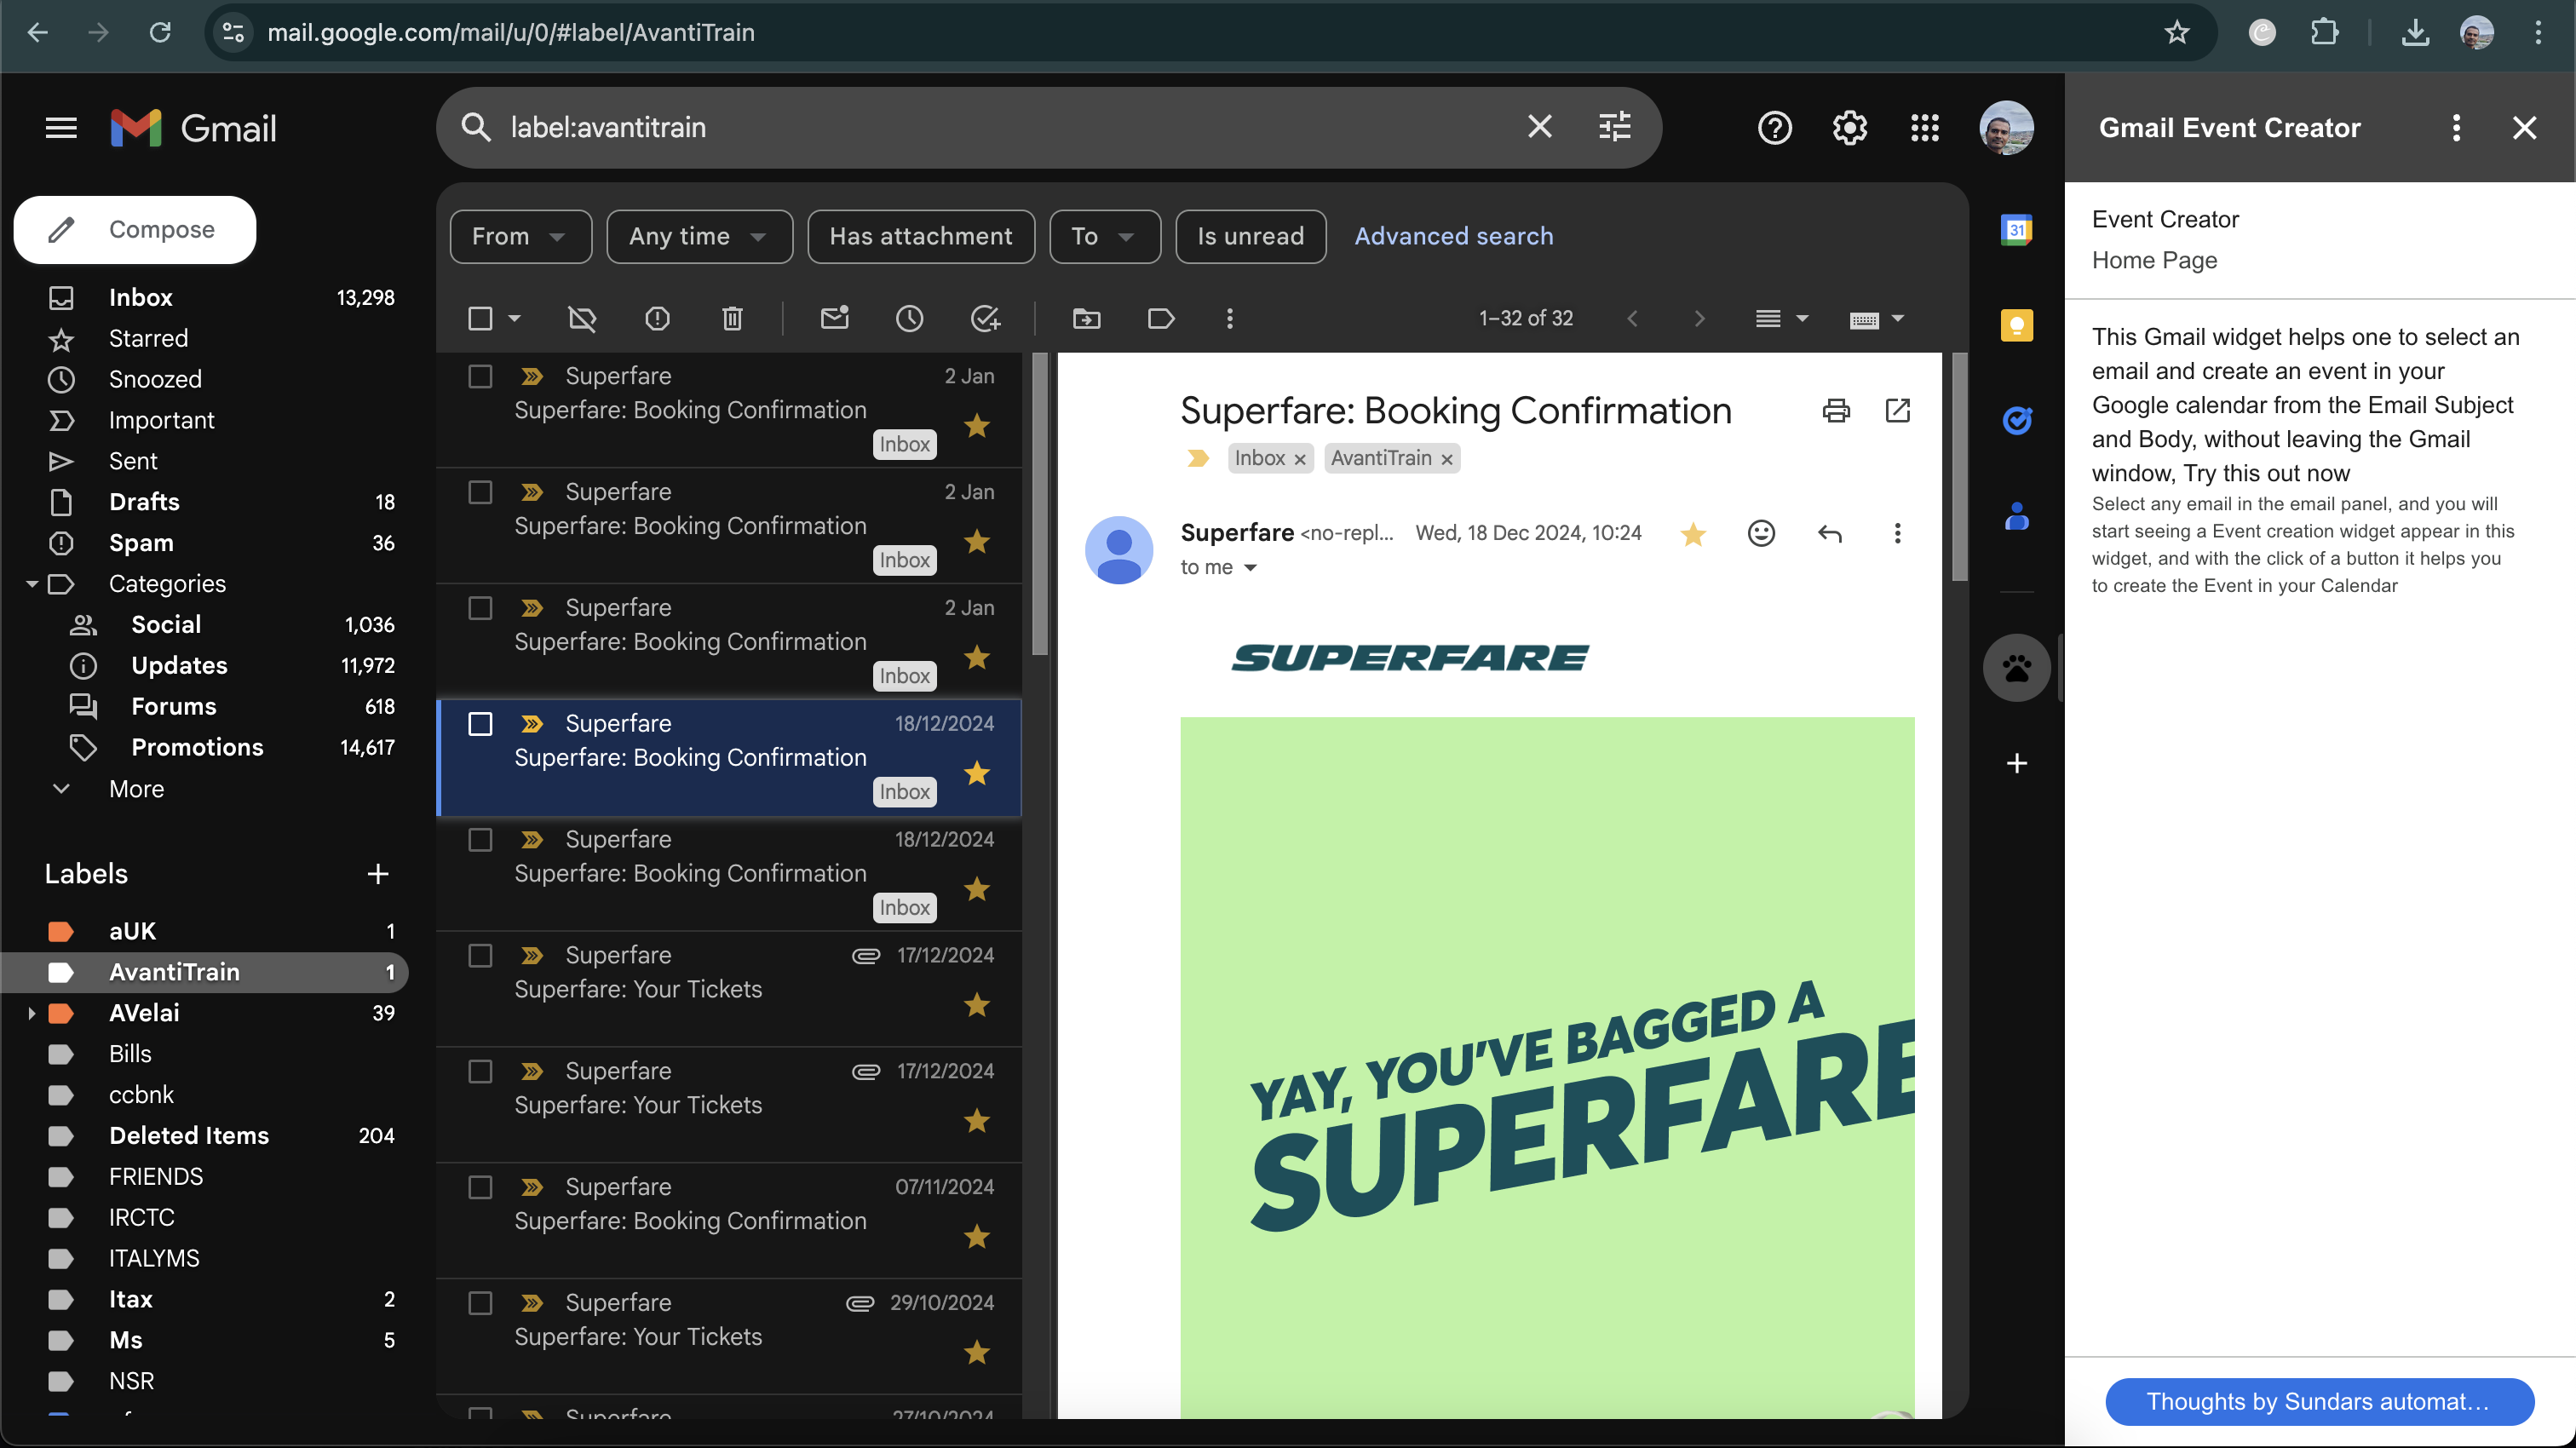 mail.google.com/mail/u/0/#label/AvantiTrain
Gmail
label:avantitrain
Gmail Event Creator
Compose
Inbox 13,298
Starred
Snoozed
Important
Sent
Drafts 18
Spam 36
Categories
Social 1,036
Updates 11,972
Forums 618
Promotions 14,617
More
Labels
aUK 1
AvantiTrain 1
AVelai 39
Bills
ccbnk
Deleted Items 204
FRIENDS
IRCTC
ITALYMS
Itax 2
Ms 5
NSR
From
Any time
Has attachment
To
Is unread
Advanced search
1–32 of 32
Superfare 2 Jan
Superfare: Booking Confirmation
Inbox
Superfare 2 Jan
Superfare: Booking Confirmation
Inbox
Superfare 2 Jan
Superfare: Booking Confirmation
Inbox
Superfare 18/12/2024
Superfare: Booking Confirmation
Inbox
Superfare 18/12/2024
Superfare: Booking Confirmation
Inbox
Superfare 17/12/2024
Superfare: Your Tickets
Superfare 17/12/2024
Superfare: Your Tickets
Superfare 07/11/2024
Superfare: Booking Confirmation
Superfare 29/10/2024
Superfare: Your Tickets
Superfare 27/10/2024
Superfare: Booking Confirmation
Inbox × AvantiTrain ×
Superfare <no-repl... Wed, 18 Dec 2024, 10:24
to me
SUPERFARE
YAY, YOU'VE BAGGED A
SUPERFARE
31
Event Creator
Home Page
This Gmail widget helps one to select an
email and create an event in your
Google calendar from the Email Subject
and Body, without leaving the Gmail
window, Try this out now
Select any email in the email panel, and you will
start seeing a Event creation widget appear in this
widget, and with the click of a button it helps you
to create the Event in your Calendar
Thoughts by Sundars automat...